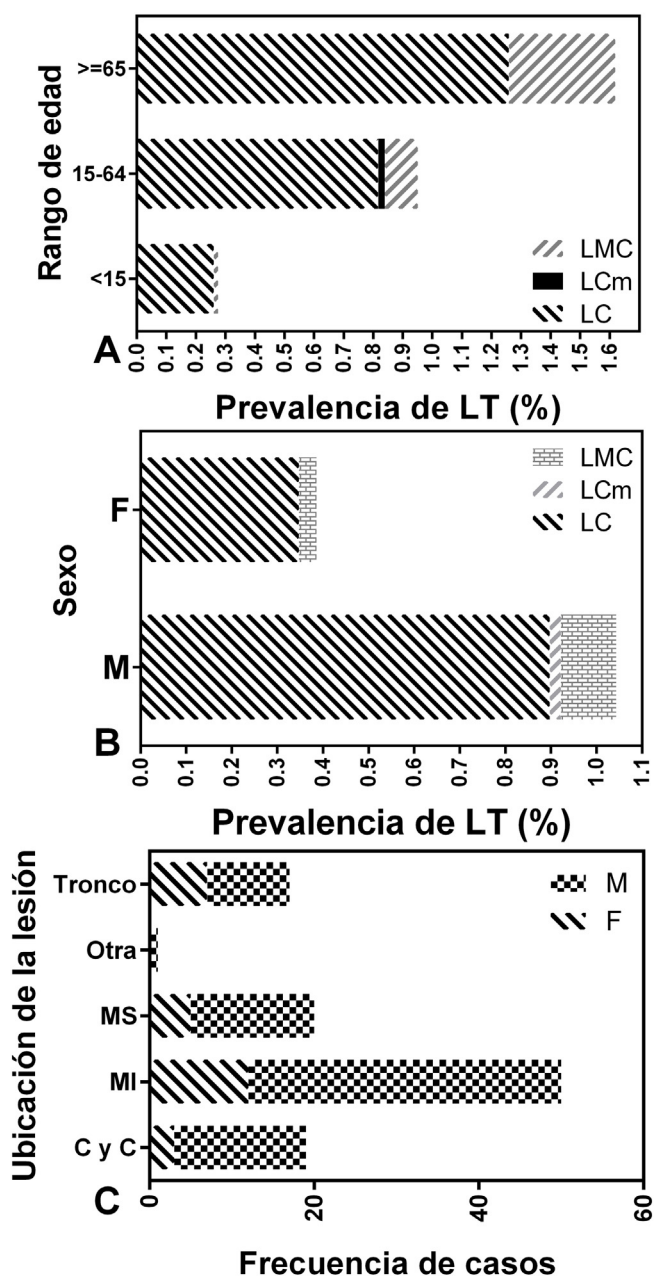 Rango de edad
>=65
15-64
<15
LMC
LCm
LC
A
0.0 0.1 0.2 0.3 0.4 0.5 0.6 0.7 0.8 0.9 1.0 1.1 1.2 1.3 1.4 1.5 1.6
Prevalencia de LT (%)
Sexo
F
M
LMC
LCm
LC
B
0.0 0.1 0.2 0.3 0.4 0.5 0.6 0.7 0.8 0.9 1.0 1.1
Prevalencia de LT (%)
Ubicación de la lesión
Tronco
Otra
MS
MI
C y C
M
F
C
0 20 40 60
Frecuencia de casos